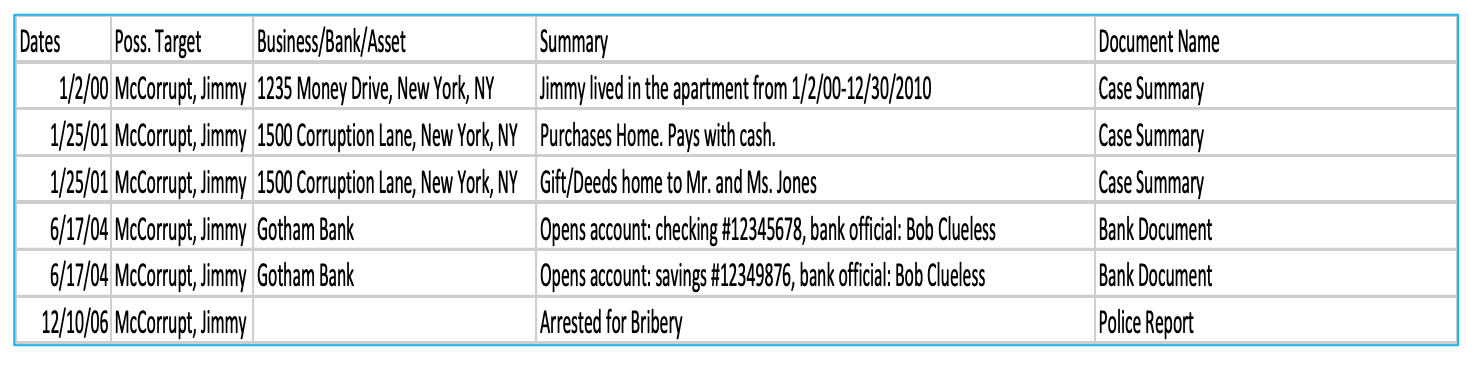 Dates Poss. Target Business/Bank/Asset Summary Document Name
1/2/00 McCorrupt, Jimmy 1235 Money Drive, New York, NY Jimmy lived in the apartment from 1/2/00-12/30/2010 Case Summary
1/25/01 McCorrupt, Jimmy 1500 Corruption Lane, New York, NY Purchases Home. Pays with cash. Case Summary
1/25/01 McCorrupt, Jimmy 1500 Corruption Lane, New York, NY Gift/Deeds home to Mr. and Ms. Jones Case Summary
6/17/04 McCorrupt, Jimmy Gotham Bank Opens account: checking #12345678, bank official: Bob Clueless Bank Document
6/17/04 McCorrupt, Jimmy Gotham Bank Opens account: savings #12349876, bank official: Bob Clueless Bank Document
12/10/06 McCorrupt, Jimmy Arrested for Bribery Police Report